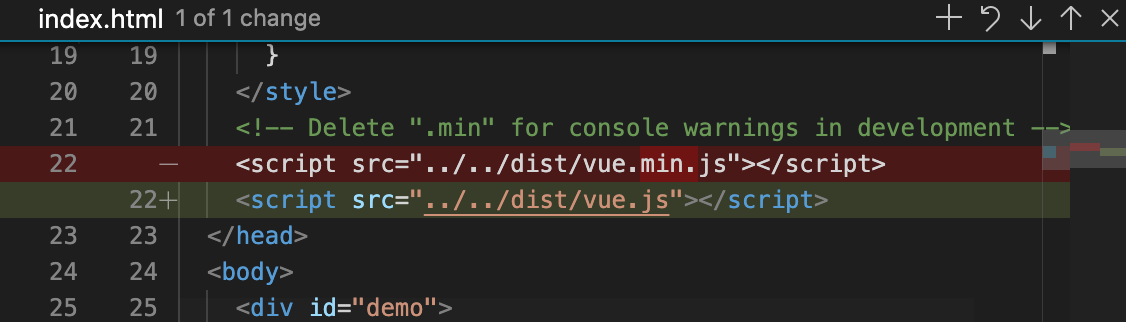 index.html 1 of 1 change
19 19 }
20 20 </style>
21 21 <!-- Delete ".min" for console warnings in development -->
22 — <script src="../../dist/vue.min.js"></script>
22+ <script src="../../dist/vue.js"></script>
23 23 </head>
24 24 <body>
25 25 <div id="demo">